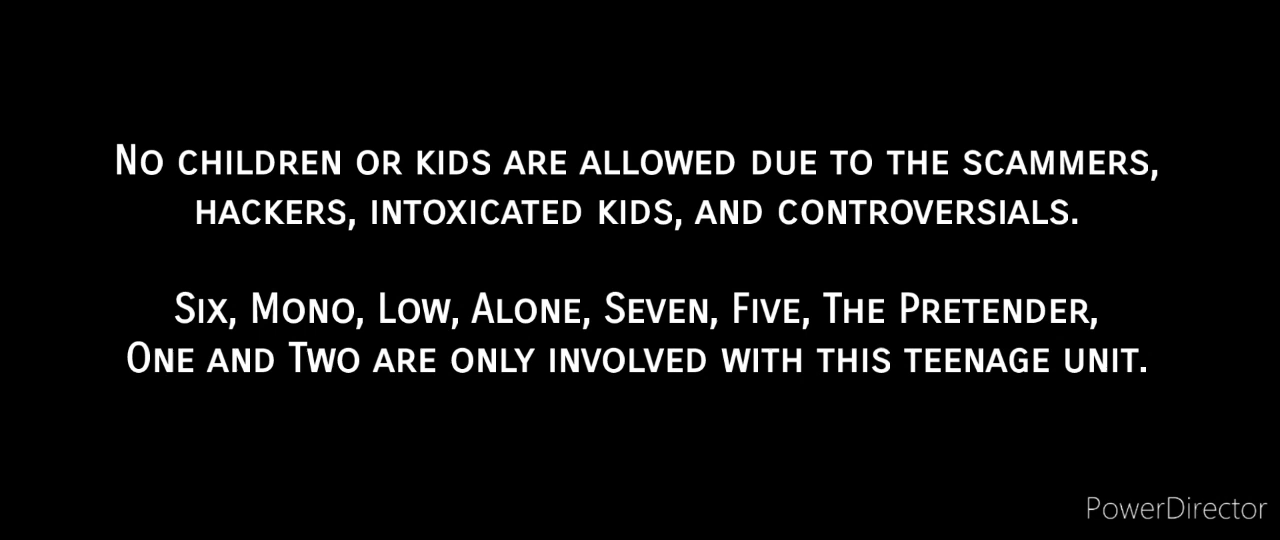 No children or kids are allowed due to the scammers,
hackers, intoxicated kids, and controversials.
Six, Mono, Low, Alone, Seven, Five, The Pretender,
One and Two are only involved with this teenage unit.
PowerDirector